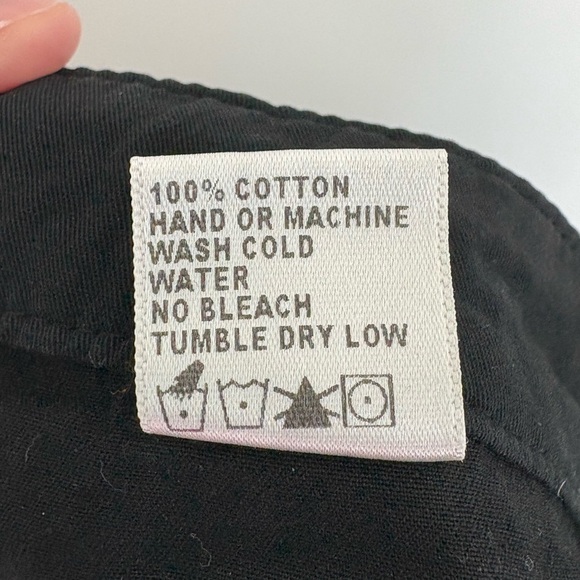 100% COTTON
HAND OR MACHINE
WASH COLD
WATER
NO BLEACH
TUMBLE DRY LOW